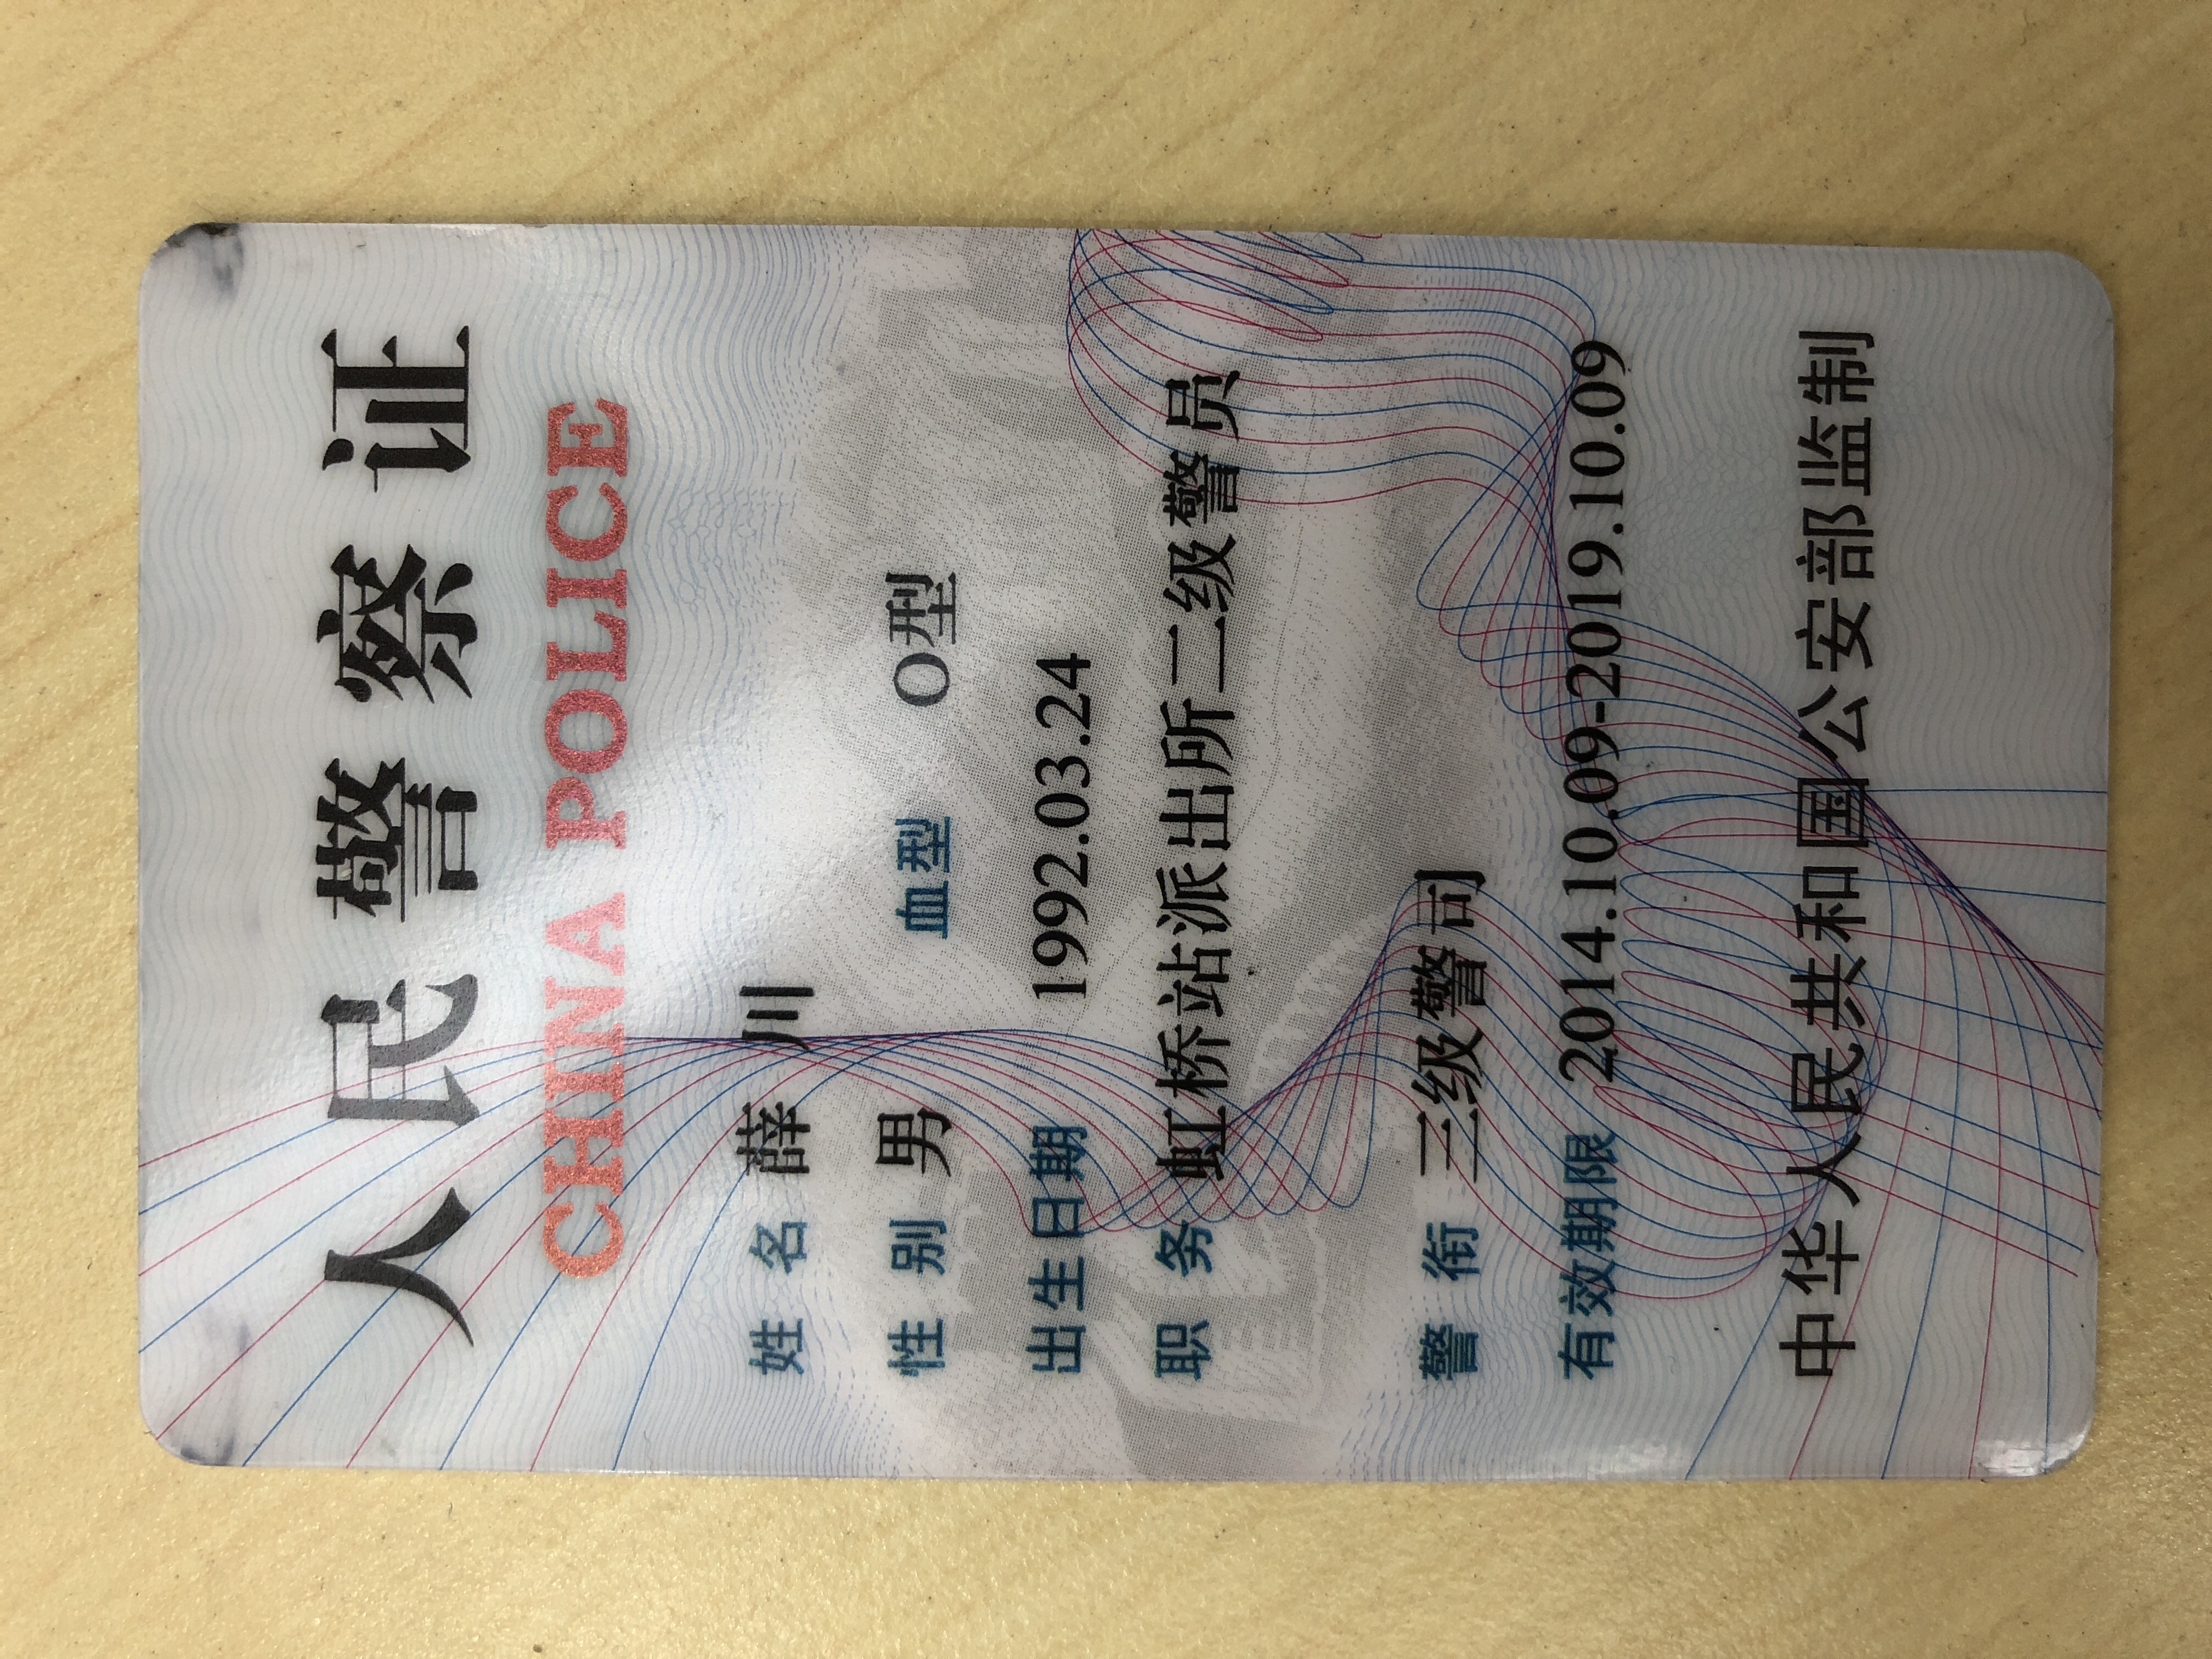 人民警察证
CHINA POLICE
姓 名 薛 川
性 别 男 血型 O型
出生日期 1992.03.24
职 务 虹桥站派出所二级警员
警 衔 三级警司
有效期限 2014.10.09-2019.10.09
中华人民共和国公安部监制